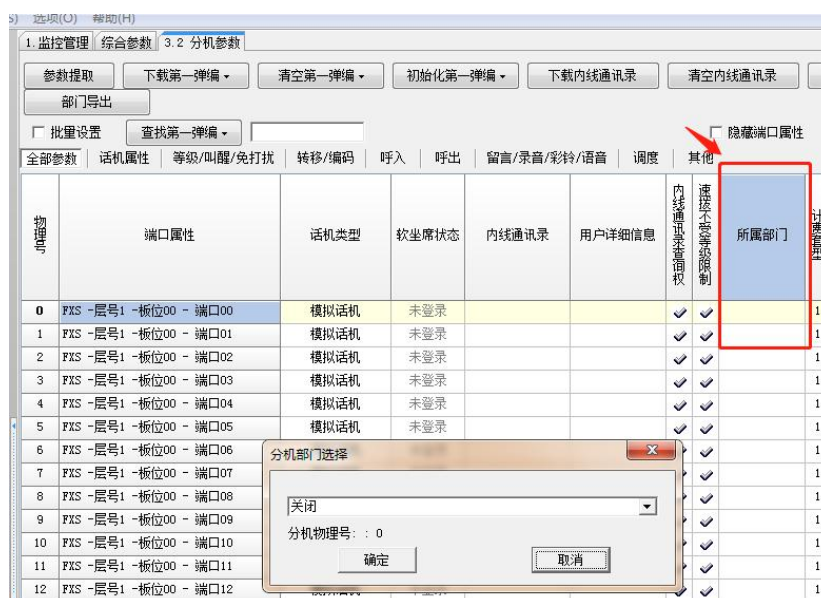 选项(O) 帮助(H)
1.监控管理 综合参数 3.2 分机参数
参数提取 下载第一弹编 清空第一弹编 初始化第一弹编 下载内线通讯录 清空内线通讯录
部门导出
批量设置 查找第一弹编 隐藏端口属性
全部参数 话机属性 等级/叫醒/免打扰 转移/编码 呼入 呼出 留言/录音/彩铃/语音 调度 其他
物理号 端口属性 话机类型 软坐席状态 内线通讯录 用户详细信息 内线通讯录查询权 速拨不受等级限制 所属部门 计费套型
0 FXS -层号1 -板位00 - 端口00 模拟话机 未登录 1
1 FXS -层号1 -板位00 - 端口01 模拟话机 未登录 1
2 FXS -层号1 -板位00 - 端口02 模拟话机 未登录 1
3 FXS -层号1 -板位00 - 端口03 模拟话机 未登录 1
4 FXS -层号1 -板位00 - 端口04 模拟话机 未登录 1
5 FXS -层号1 -板位00 - 端口05 模拟话机 未登录 1
6 FXS -层号1 -板位00 - 端口06 1
7 FXS -层号1 -板位00 - 端口07 1
8 FXS -层号1 -板位00 - 端口08 1
9 FXS -层号1 -板位00 - 端口09 1
10 FXS -层号1 -板位00 - 端口10 1
11 FXS -层号1 -板位00 - 端口11 1
12 FXS -层号1 -板位00 - 端口12 1
分机部门选择
关闭
分机物理号: : 0
确定 取消